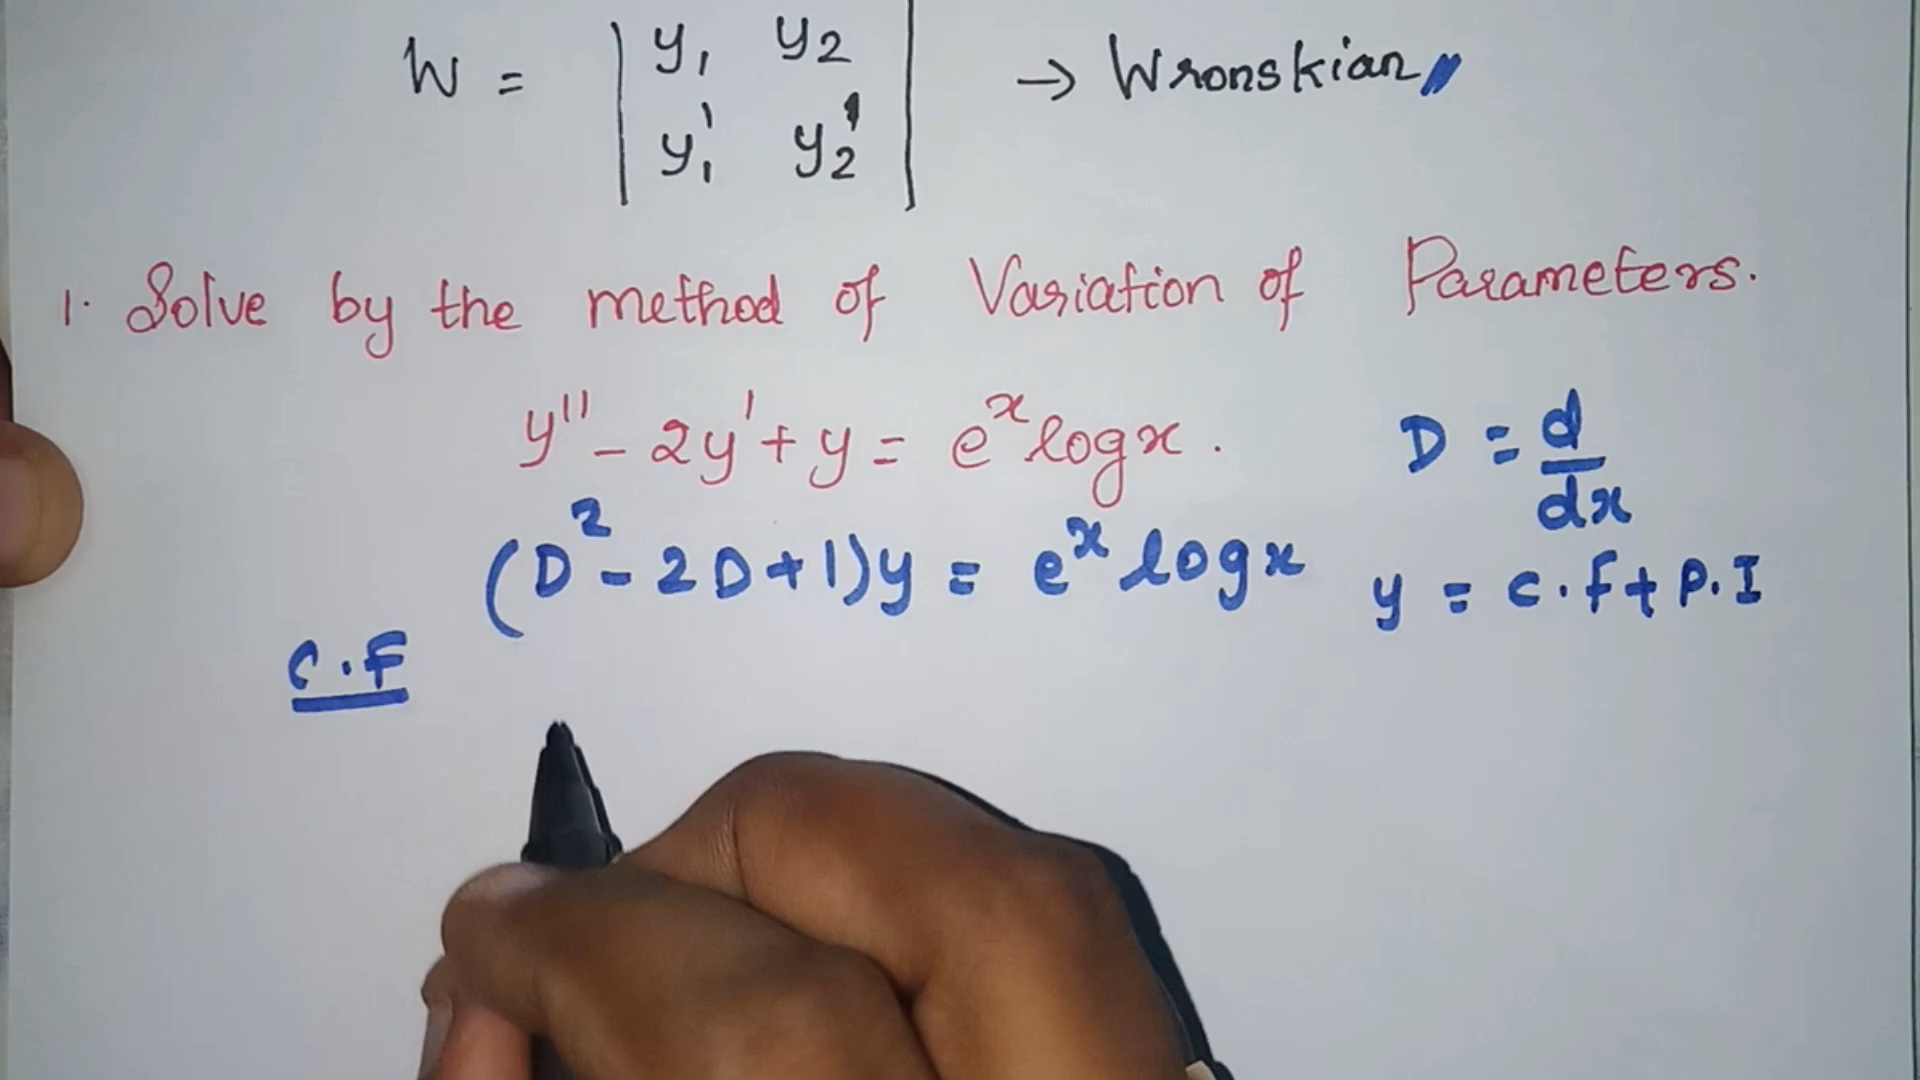 W = | y₁ y₂ | → Wronskian
| y₁' y₂' |
1. Solve by the method of Variation of Parameters.
y'' - 2y' + y = eˣ log x.
D = d/dx
(D² - 2D + 1)y = eˣ log x
y = C.F + P.I
C.F